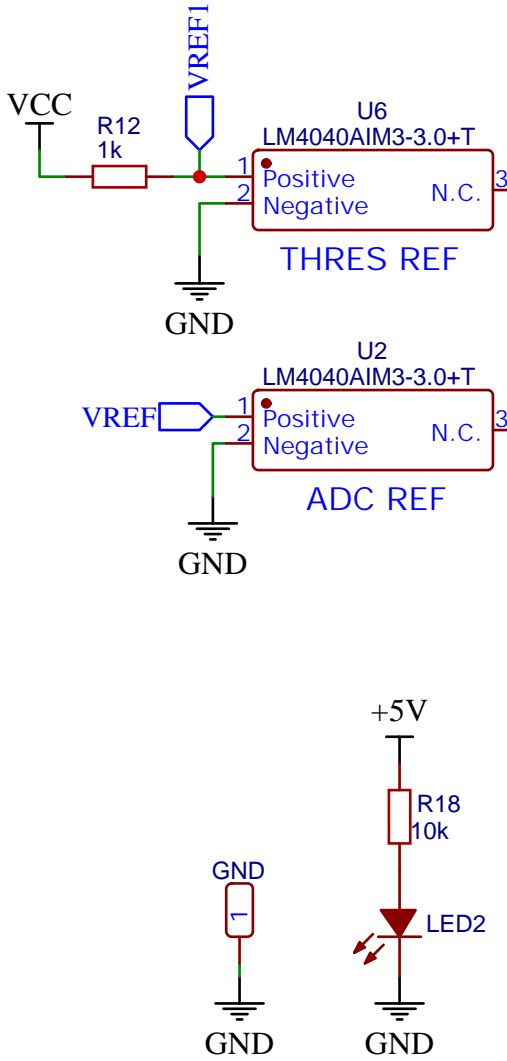 VREF1
VCC
R12
1k
U6
LM4040AIM3-3.0+T
1
Positive
2
Negative
N.C.
3
THRES REF
GND
U2
LM4040AIM3-3.0+T
VREF
1
Positive
2
Negative
N.C.
3
ADC REF
GND
+5V
R18
10k
GND
1
LED2
GND
GND